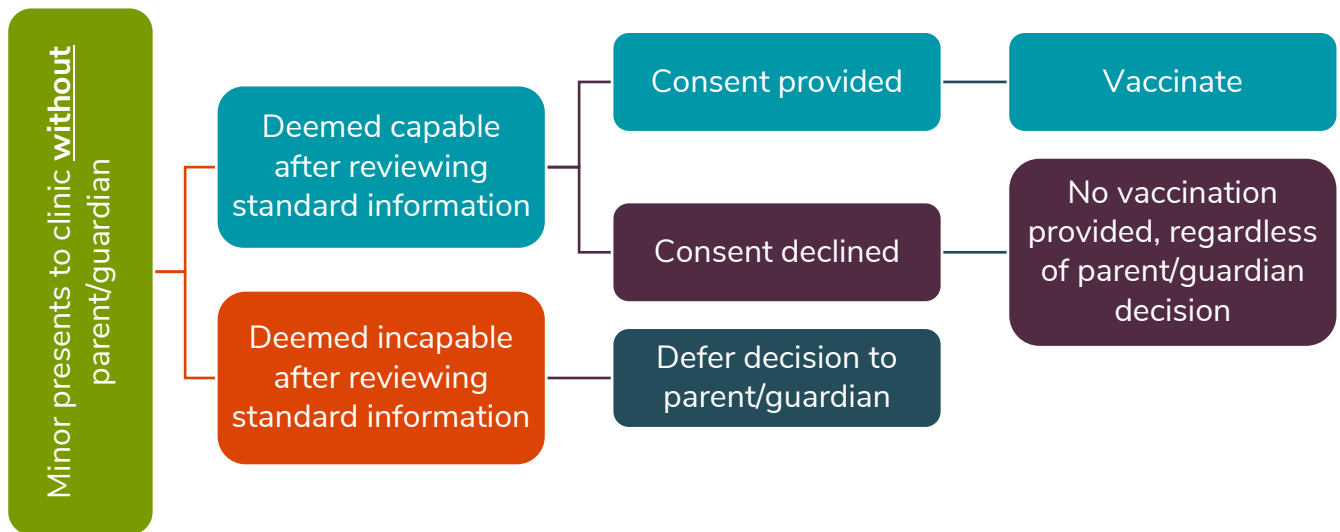 Minor presents to clinic without
parent/guardian
Deemed capable
after reviewing
standard information
Consent provided
Vaccinate
Consent declined
No vaccination
provided, regardless
of parent/guardian
decision
Deemed incapable
after reviewing
standard information
Defer decision to
parent/guardian